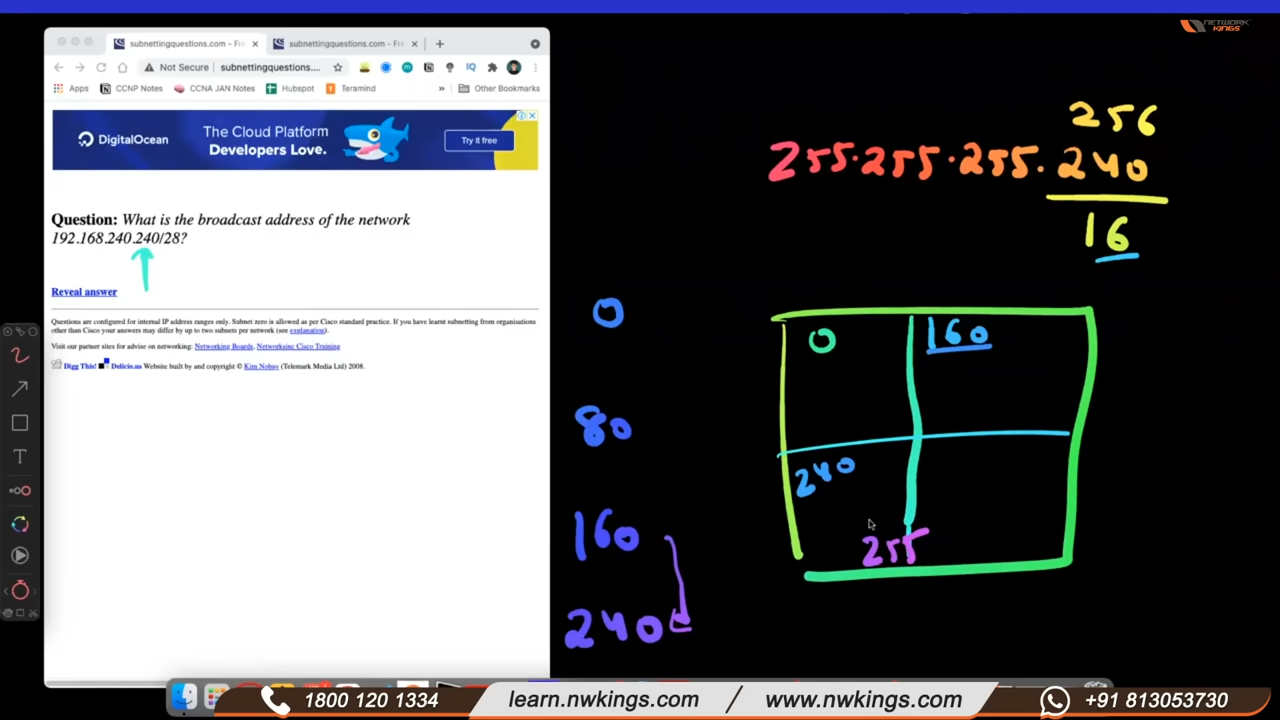 NETWORK
KINGS
subnettingquestions.com - Fre
subnettingquestions.com - Fre
Not Secure
subnettingquestions....
IQ
Apps
CCNP Notes
CCNA JAN Notes
Hubspot
Teramind
»
Other Bookmarks
DigitalOcean
The Cloud Platform
Developers Love.
Try it free
Question: What is the broadcast address of the network
192.168.240.240/28?
Reveal answer
Questions are configured for internal IP address ranges only. Subnet zero is allowed as per Cisco standard practice. If you have learnt subnetting from organisations
other than Cisco your answers may differ by up to two subnets per network (see explanation).
Visit our partner sites for advise on networking: Networking Boards, Networksinc Cisco Training
Digg This! Delicio.us Website built by and copyright © Kim Nobay (Telemark Media Ltd) 2008.
256
255.255.255.240
16
0
80
160
240
0
160
240
255
T
1800 120 1334
learn.nwkings.com / www.nwkings.com
+91 813053730